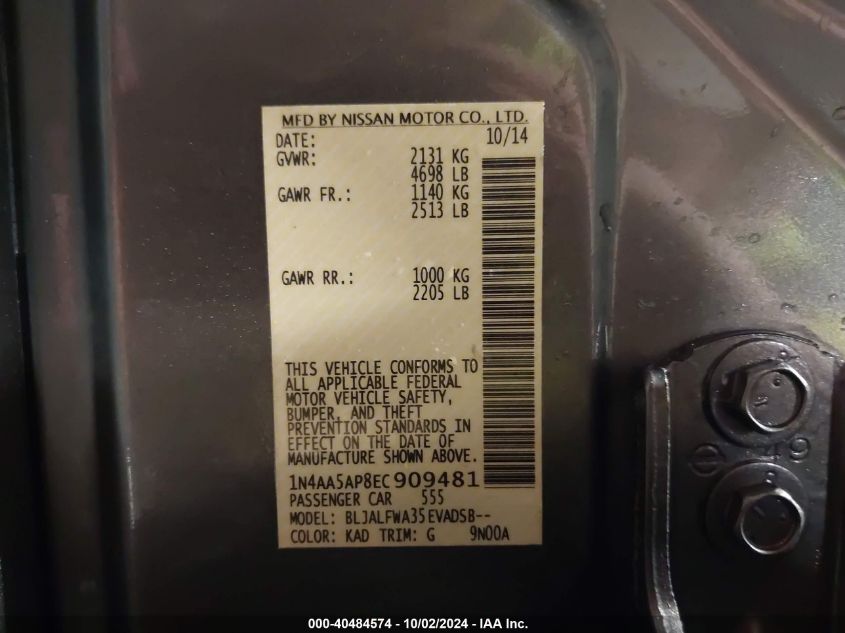 MFD BY NISSAN MOTOR CO., LTD.
DATE: 10/14
GVWR: 2131 KG
4698 LB
GAWR FR.: 1140 KG
2513 LB
GAWR RR.: 1000 KG
2205 LB
THIS VEHICLE CONFORMS TO
ALL APPLICABLE FEDERAL
MOTOR VEHICLE SAFETY,
BUMPER, AND THEFT
PREVENTION STANDARDS IN
EFFECT ON THE DATE OF
MANUFACTURE SHOWN ABOVE.
1N4AA5AP8EC909481
PASSENGER CAR 555
MODEL: BLJALFWA35EVADSB--
COLOR: KAD TRIM: G 9N00A
49
000-40484574 - 10/02/2024 - IAA Inc.